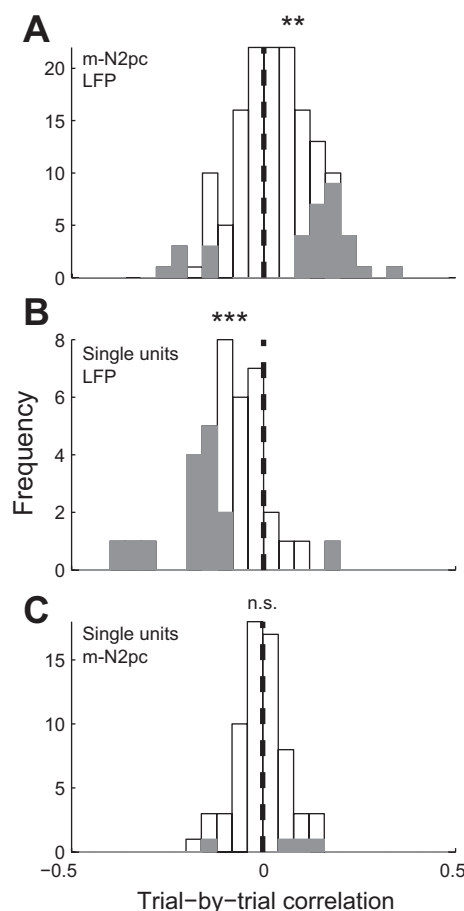 A
**
m-N2pc
LFP
20
15
10
5
0
B
***
8
Single units
LFP
6
4
2
0
Frequency
C
n.s.
Single units
m-N2pc
15
10
5
0
−0.5
0
0.5
Trial−by−trial correlation